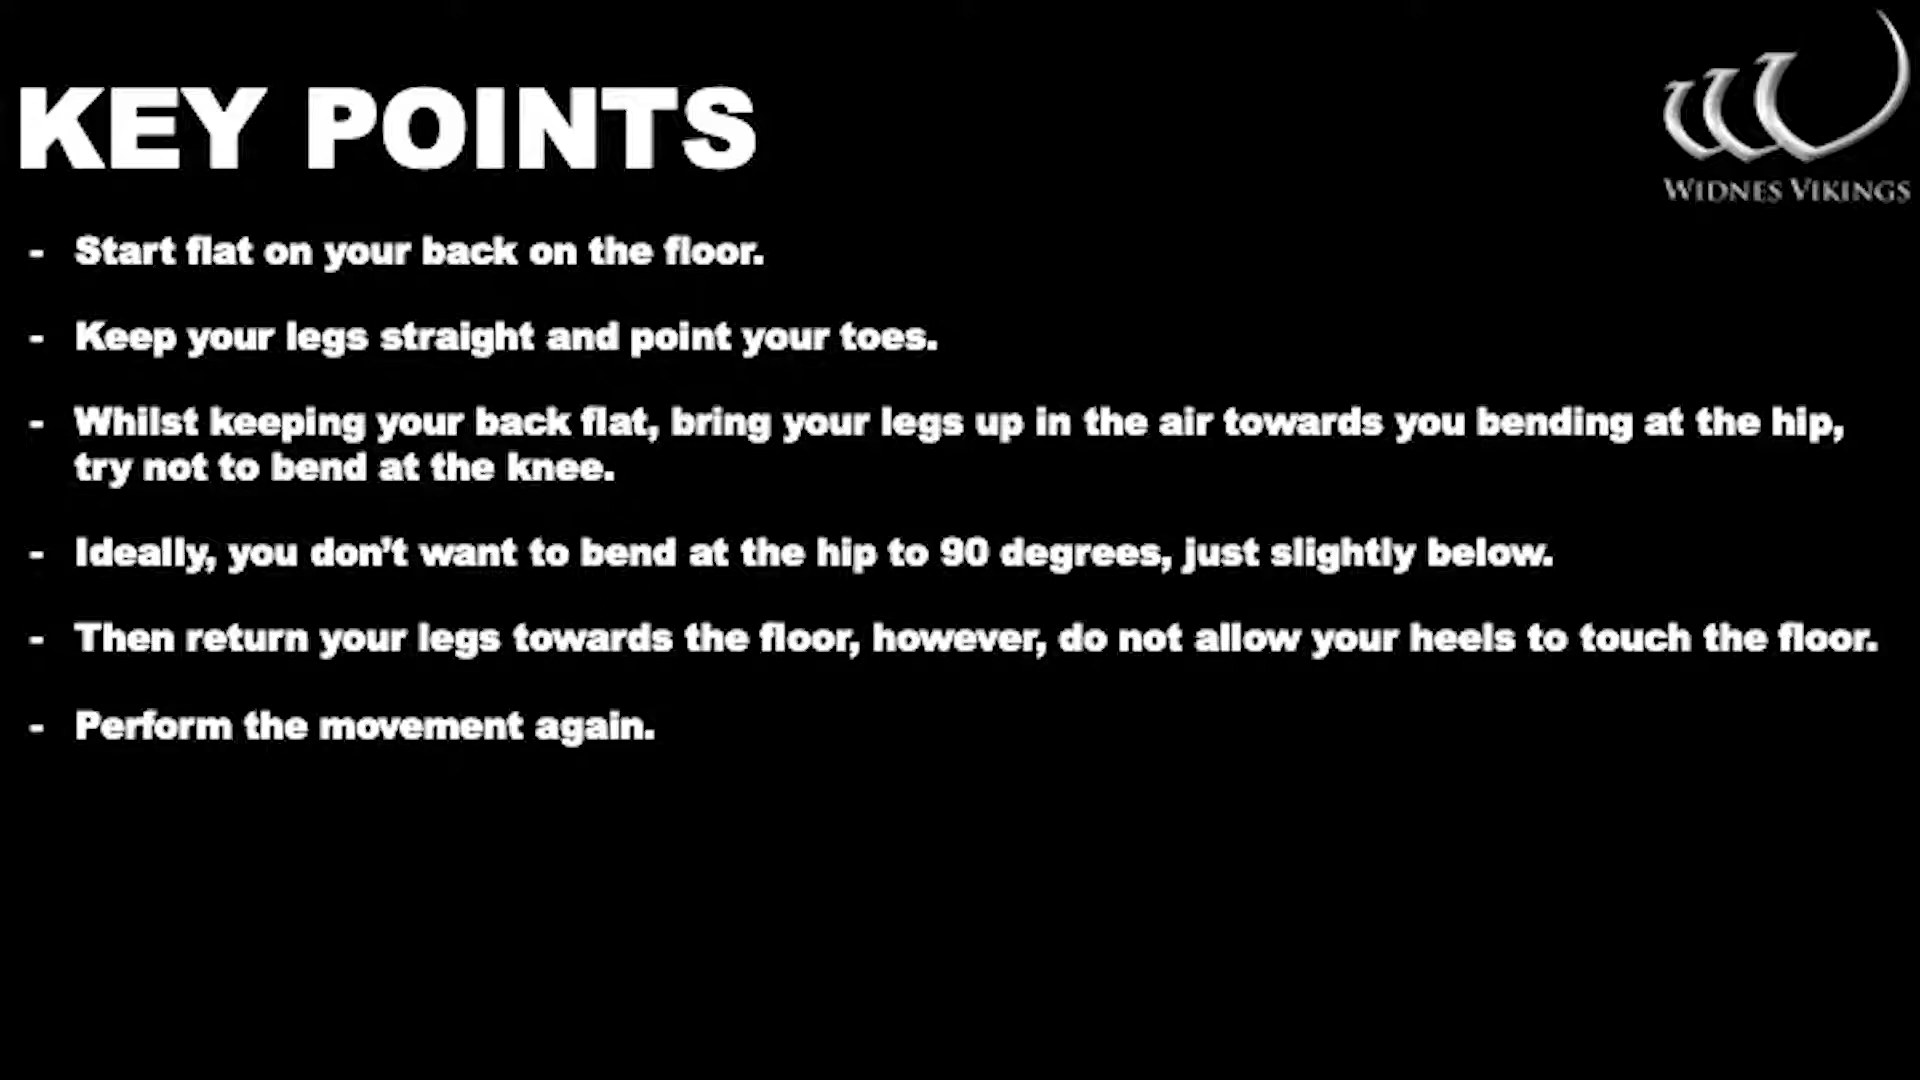 KEY POINTS
WIDNES VIKINGS
- Start flat on your back on the floor.
- Keep your legs straight and point your toes.
- Whilst keeping your back flat, bring your legs up in the air towards you bending at the hip,
try not to bend at the knee.
- Ideally, you don’t want to bend at the hip to 90 degrees, just slightly below.
- Then return your legs towards the floor, however, do not allow your heels to touch the floor.
- Perform the movement again.